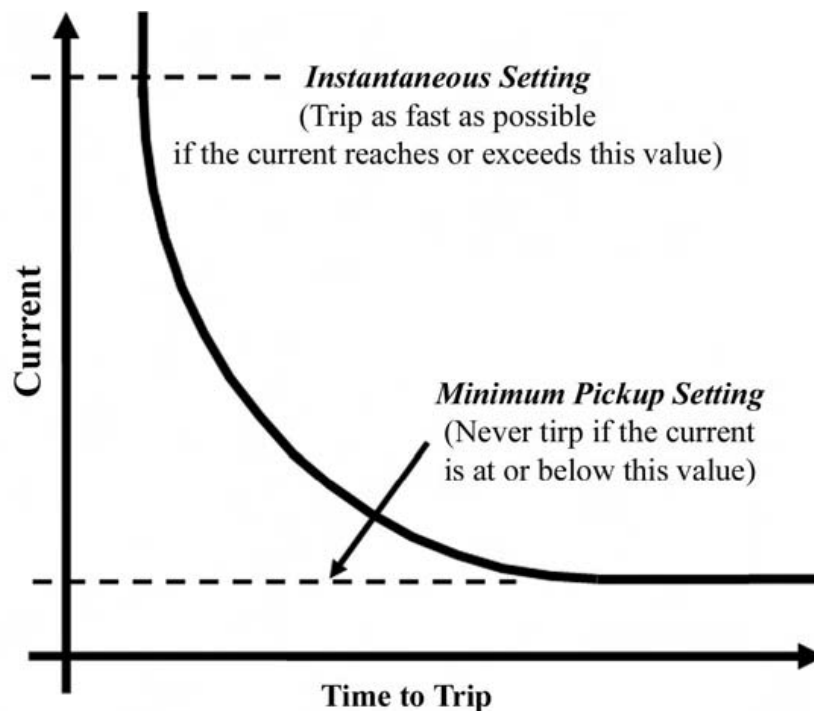 Instantaneous Setting
(Trip as fast as possible
if the current reaches or exceeds this value)
Current
Minimum Pickup Setting
(Never tirp if the current
is at or below this value)
Time to Trip